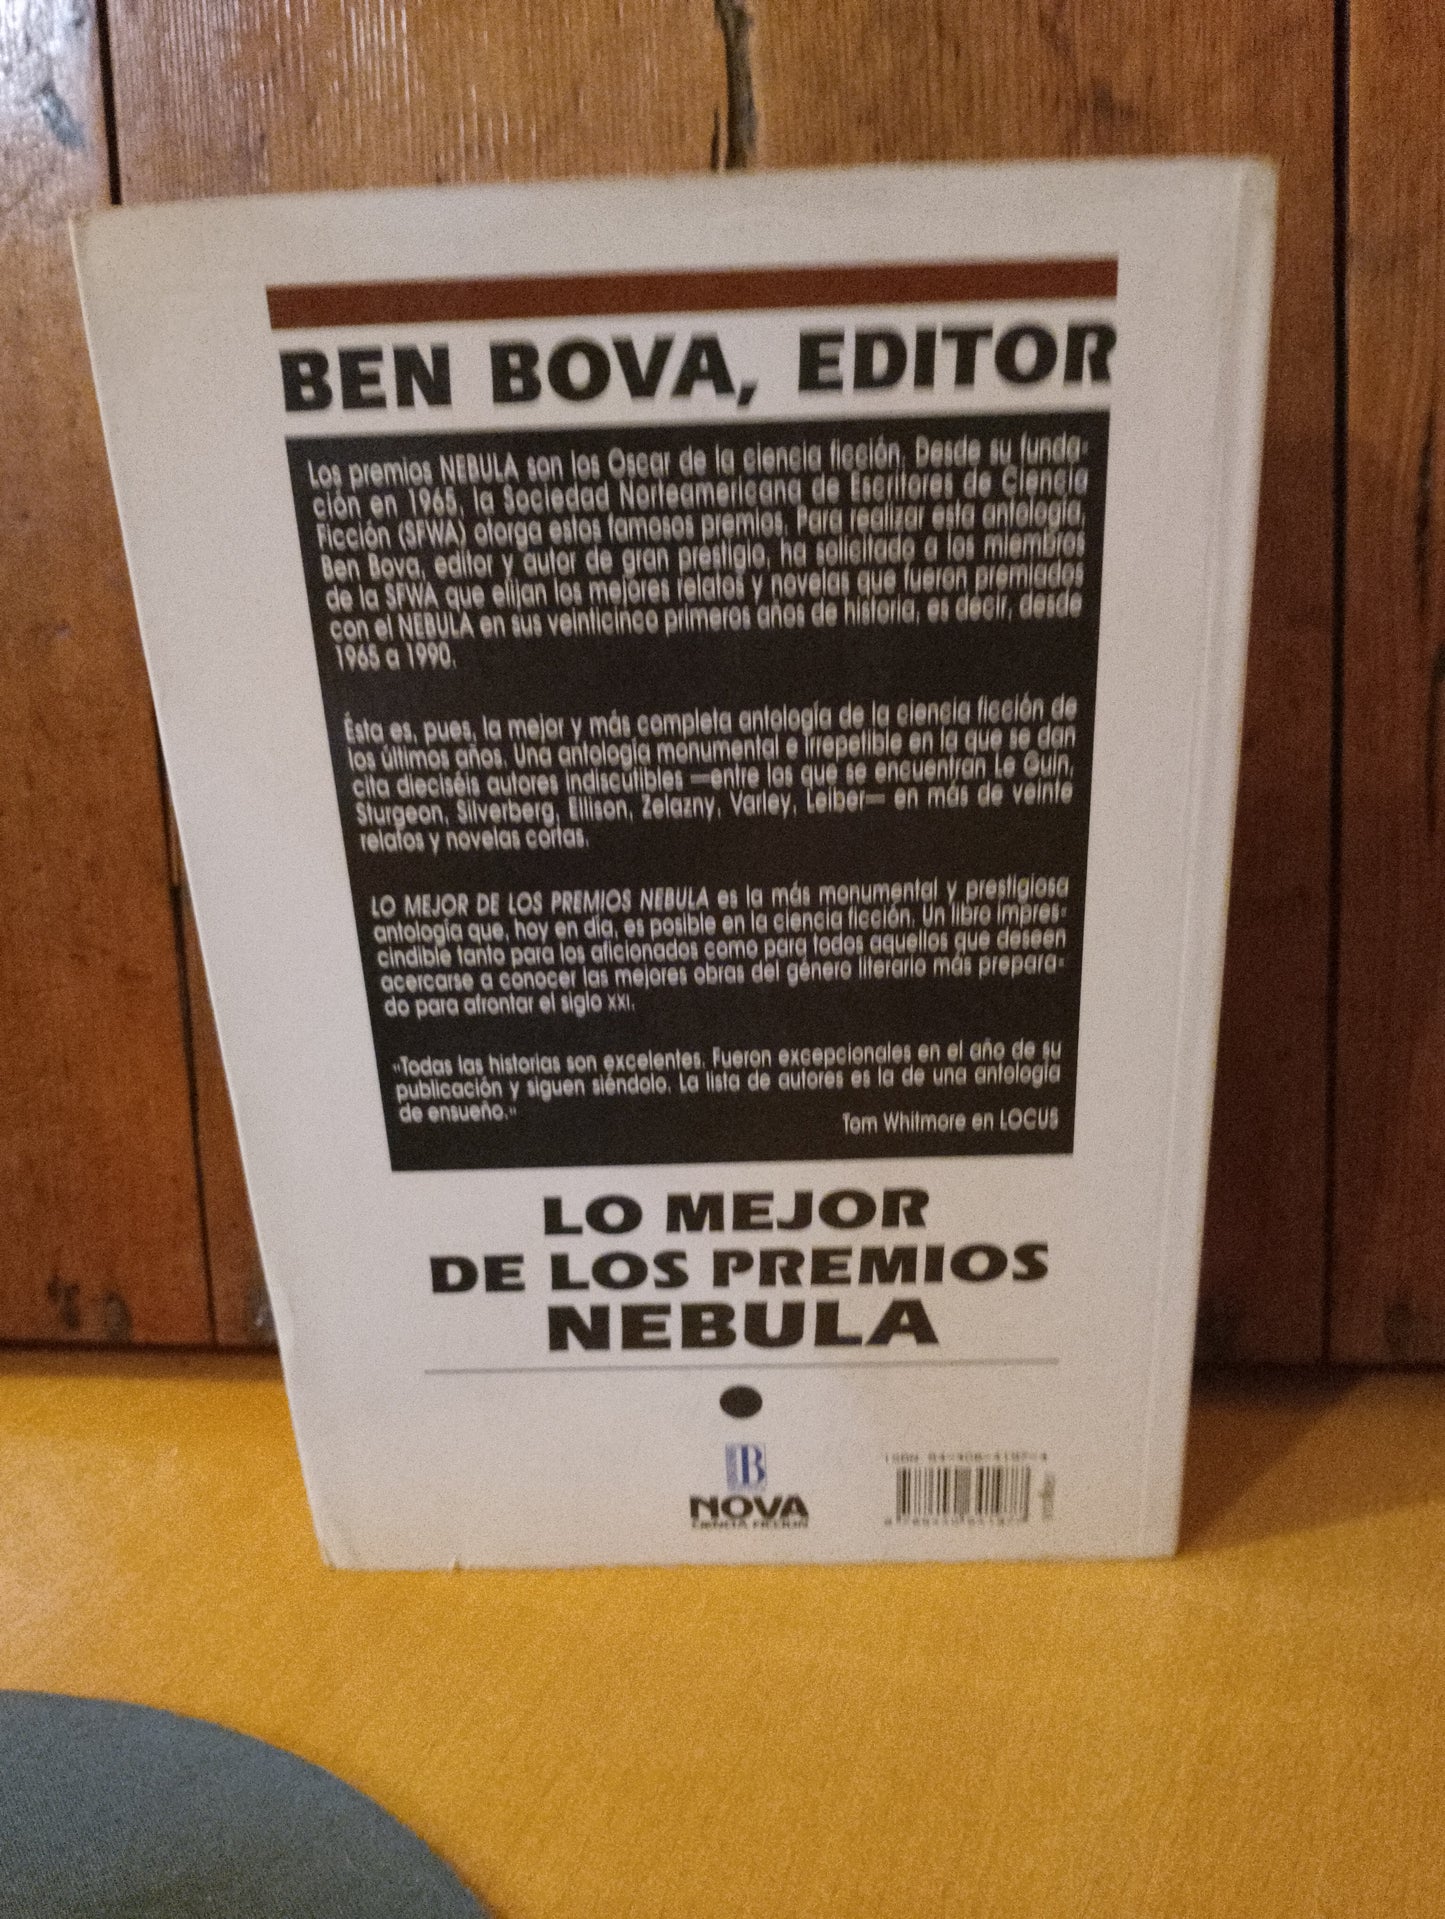 BEN BOVA, EDITOR
Los premios NEBULA son los Oscar de la ciencia ficción. Desde su funda-
ción en 1965, la Sociedad Norteamericana de Escritores de Ciencia
Ficción (SFWA) otorga estos famosos premios. Para realizar esta antología,
Ben Bova, editor y autor de gran prestigio, ha solicitado a los miembros
de la SFWA que elijan los mejores relatos y novelas que fueron premiados
con el NEBULA en sus veinticinco primeros años de historia, es decir, desde
1965 a 1990.
Ésta es, pues, la mejor y más completa antología de la ciencia ficción de
los últimos años. Una antología monumental e irrepetible en la que se dan
cita dieciséis autores indiscutibles —entre los que se encuentran Le Guin,
Sturgeon, Silverberg, Ellison, Zelazny, Varley, Leiber— en más de veinte
relatos y novelas cortas.
LO MEJOR DE LOS PREMIOS NEBULA es la más monumental y prestigiosa
antología que, hoy en día, es posible en la ciencia ficción. Un libro impres-
cindible tanto para los aficionados como para todos aquellos que deseen
acercarse a conocer las mejores obras del género literario más prepara-
do para afrontar el siglo XXI.
«Todas las historias son excelentes. Fueron excepcionales en el año de su
publicación y siguen siéndolo. La lista de autores es la de una antología
de ensueño.»
Tom Whitmore en LOCUS
LO MEJOR
DE LOS PREMIOS
NEBULA
B
NOVA
CIENCIA FICCION
ISBN